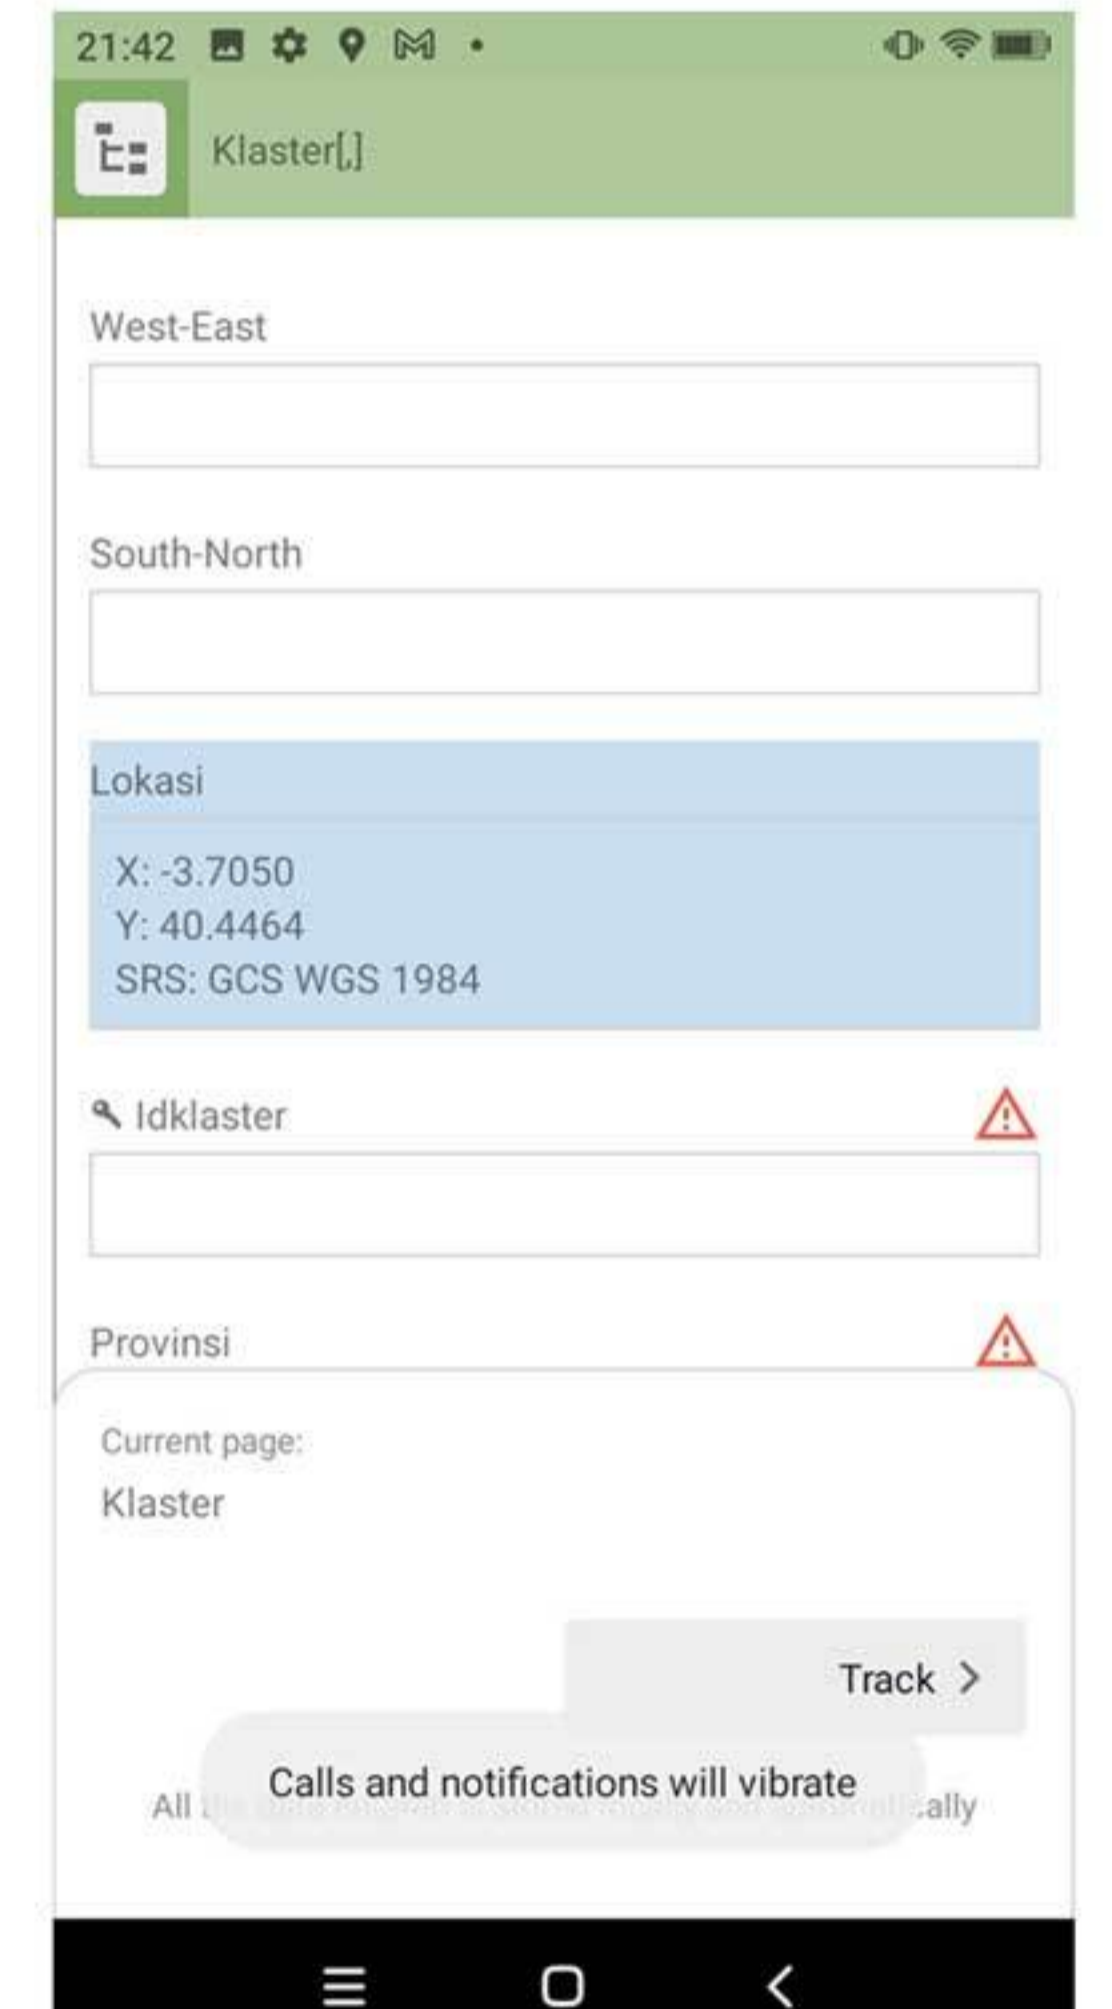 21:42
Klaster[,]
West-East
South-North
Lokasi
X: -3.7050
Y: 40.4464
SRS: GCS WGS 1984
Idklaster
Provinsi
Current page:
Klaster
Track
Calls and notifications will vibrate
All